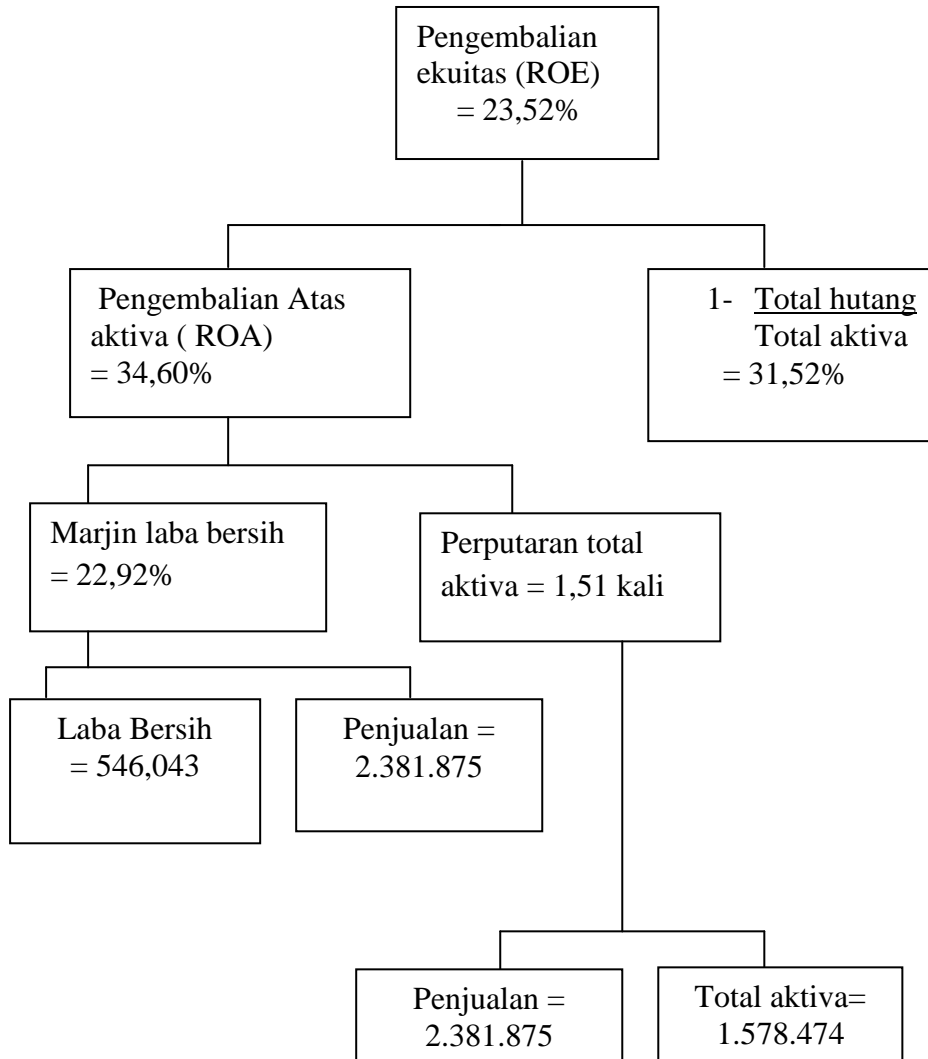 Pengembalian
ekuitas (ROE)
= 23,52%
Pengembalian Atas
aktiva ( ROA)
= 34,60%
1- Total hutang
Total aktiva
= 31,52%
Marjin laba bersih
= 22,92%
Perputaran total
aktiva = 1,51 kali
Laba Bersih
= 546,043
Penjualan =
2.381.875
Penjualan =
2.381.875
Total aktiva=
1.578.474